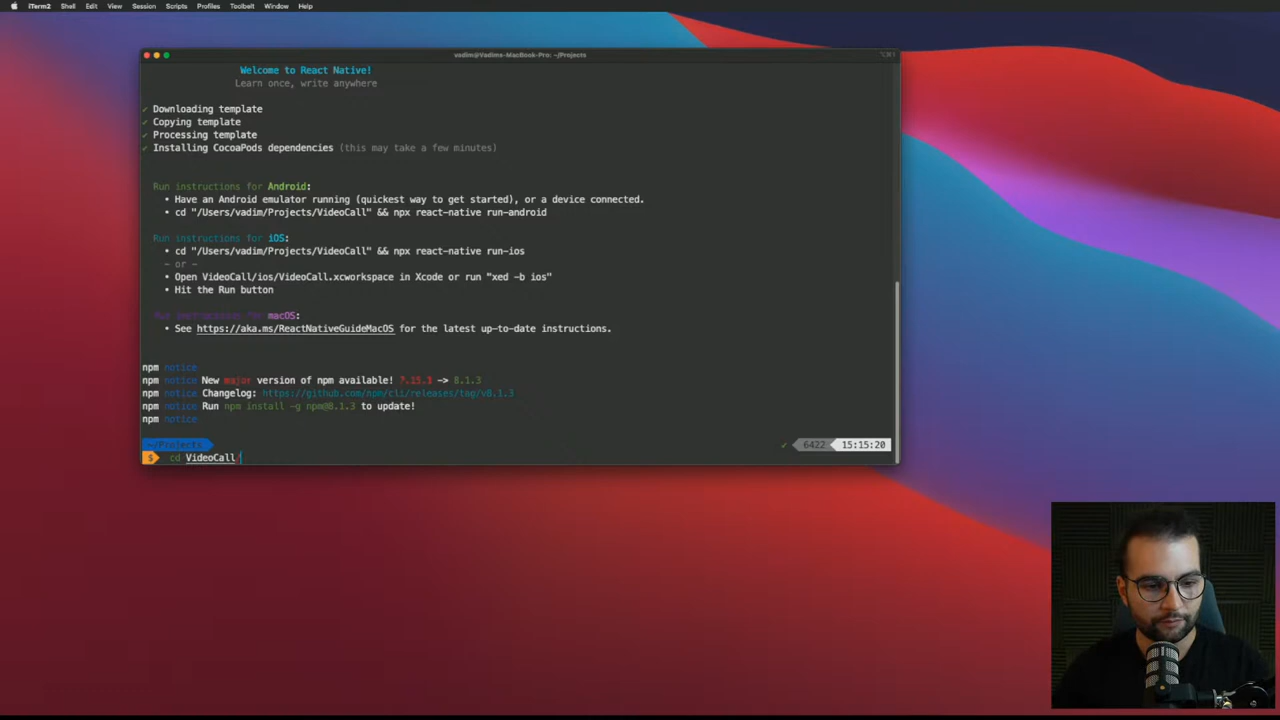 iTerm2 Shell Edit View Session Scripts Profiles Toolbelt Window Help
vadim@Vadims-MacBook-Pro: ~/Projects
Welcome to React Native!
Learn once, write anywhere
✓ Downloading template
✓ Copying template
✓ Processing template
✓ Installing CocoaPods dependencies (this may take a few minutes)
Run instructions for Android:
• Have an Android emulator running (quickest way to get started), or a device connected.
• cd "/Users/vadim/Projects/VideoCall" && npx react-native run-android
Run instructions for iOS:
• cd "/Users/vadim/Projects/VideoCall" && npx react-native run-ios
- or -
• Open VideoCall/ios/VideoCall.xcworkspace in Xcode or run "xed -b ios"
• Hit the Run button
Run instructions for macOS:
• See https://aka.ms/ReactNativeGuideMacOS for the latest up-to-date instructions.
npm notice
npm notice New major version of npm available! 7.15.1 -> 8.1.3
npm notice Changelog: https://github.com/npm/cli/releases/tag/v8.1.3
npm notice Run npm install -g npm@8.1.3 to update!
npm notice
~/Projects ✓ 6422 15:15:20
$ cd VideoCall